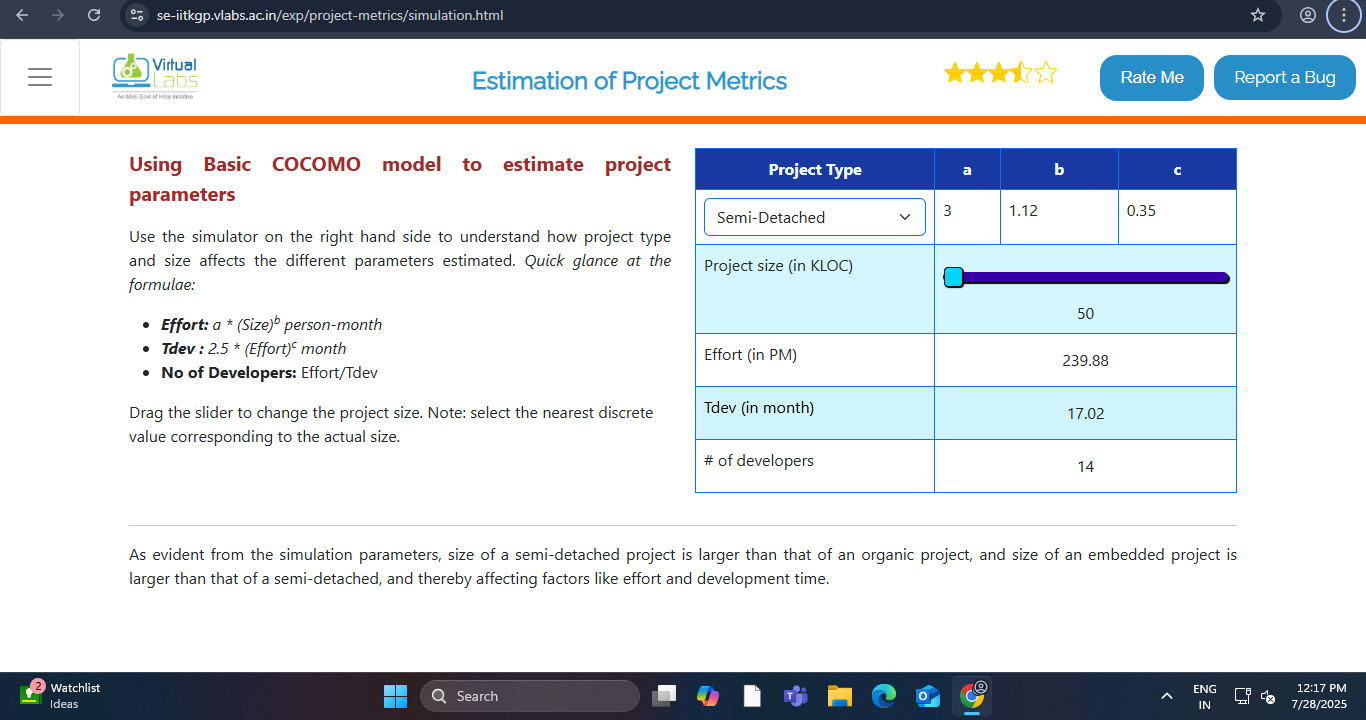 se-iitkgp.vlabs.ac.in/exp/project-metrics/simulation.html
Virtual
Labs
An MoE Govt of India Initiative
Estimation of Project Metrics
Rate Me
Report a Bug
Using Basic COCOMO model to estimate project
parameters
Use the simulator on the right hand side to understand how project type
and size affects the different parameters estimated. Quick glance at the
formulae:
• Effort: a * (Size)ᵇ person-month
• Tdev : 2.5 * (Effort)ᶜ month
• No of Developers: Effort/Tdev
Drag the slider to change the project size. Note: select the nearest discrete
value corresponding to the actual size.
Project Type a b c
Semi-Detached 3 1.12 0.35
Project size (in KLOC)
50
Effort (in PM) 239.88
Tdev (in month) 17.02
# of developers 14
As evident from the simulation parameters, size of a semi-detached project is larger than that of an organic project, and size of an embedded project is
larger than that of a semi-detached, and thereby affecting factors like effort and development time.
2
Watchlist
Ideas
Search
ENG
IN
12:17 PM
7/28/2025